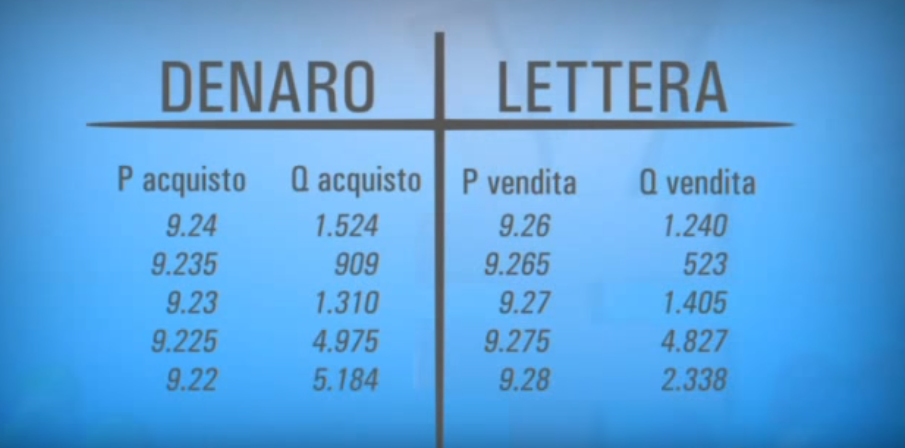 DENARO LETTERA
P acquisto Q acquisto P vendita Q vendita
9.24 1.524 9.26 1.240
9.235 909 9.265 523
9.23 1.310 9.27 1.405
9.225 4.975 9.275 4.827
9.22 5.184 9.28 2.338